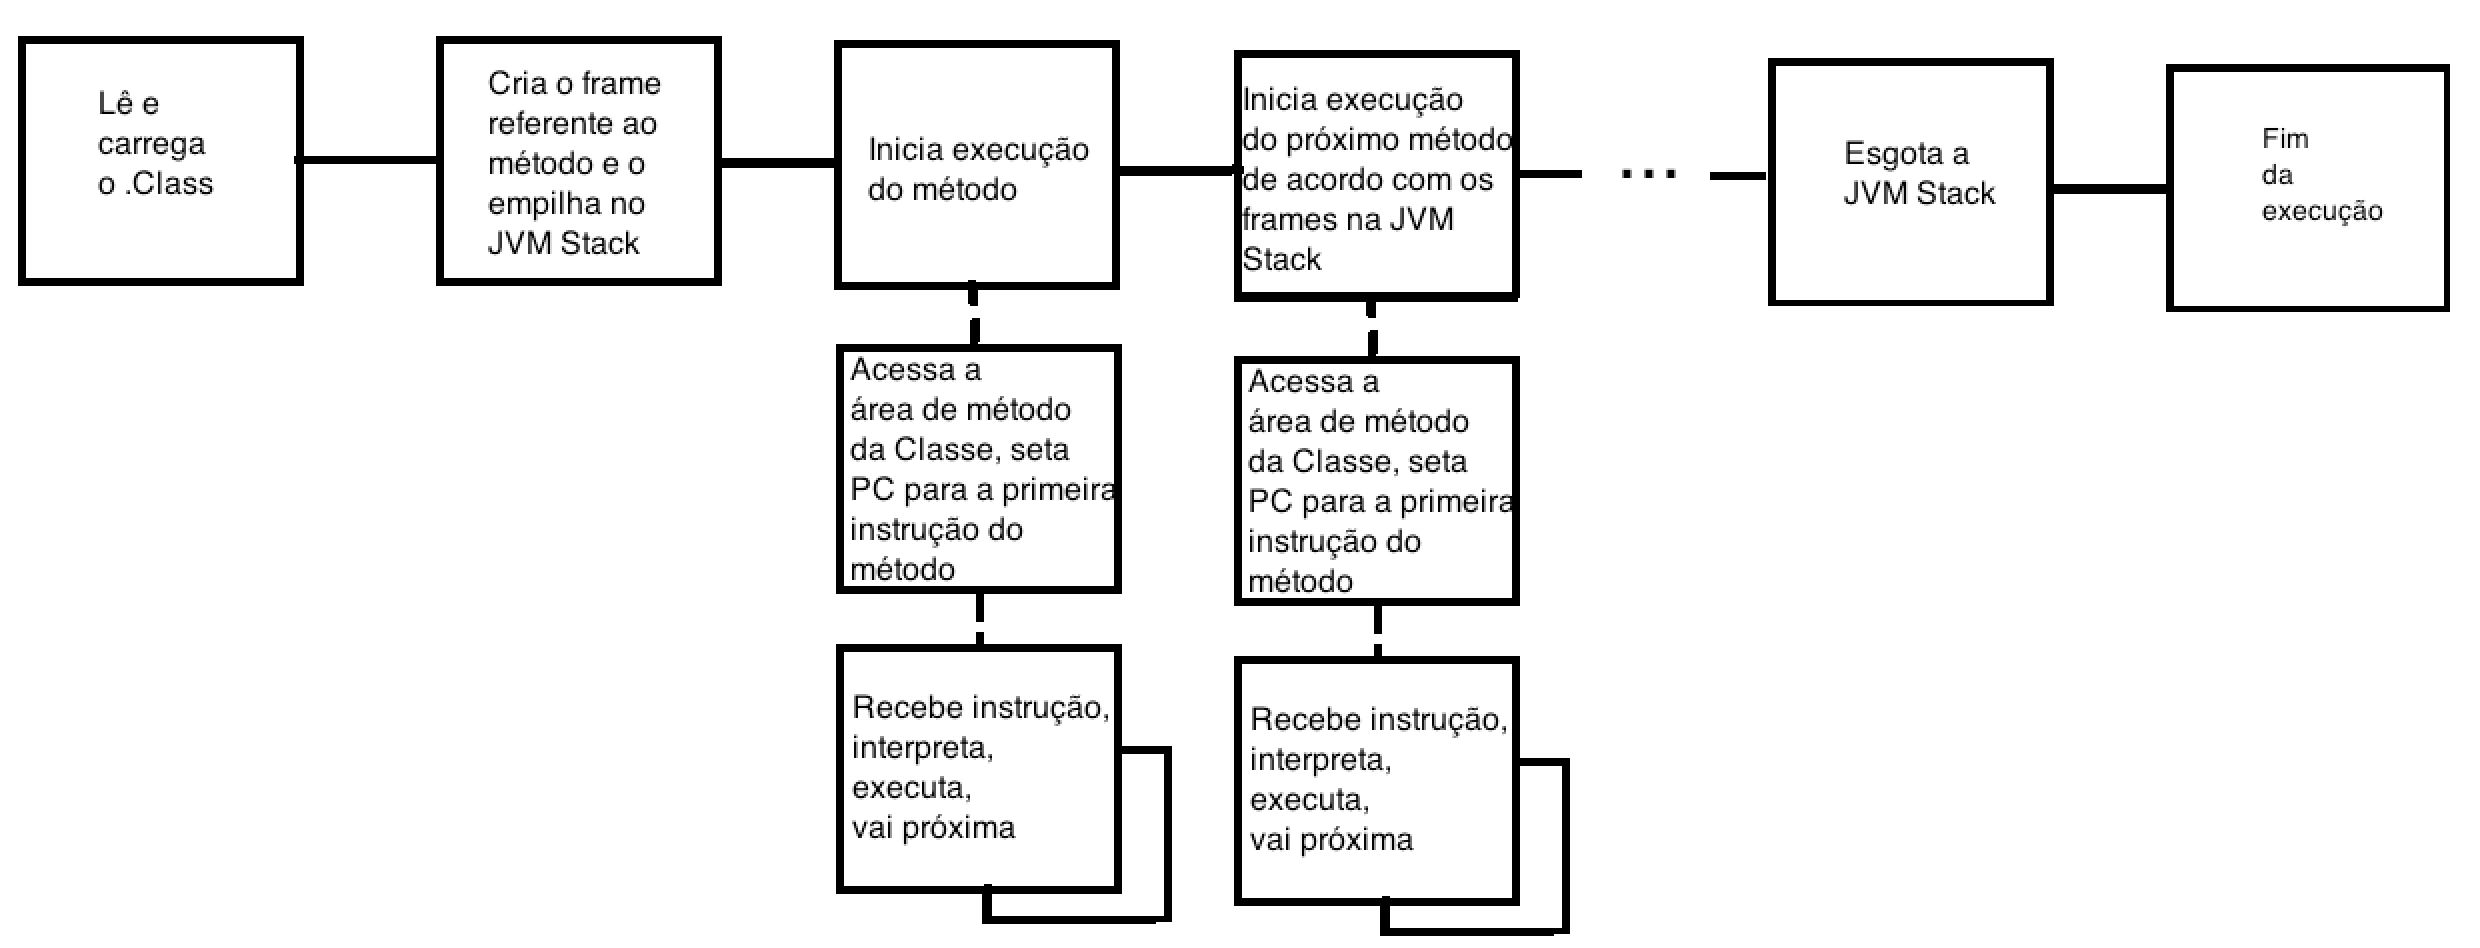 Lê e
carrega
o .Class
Cria o frame
referente ao
método e o
empilha no
JVM Stack
Inicia execução
do método
Inicia execução
do próximo método
de acordo com os
frames na JVM
Stack
...
Esgota a
JVM Stack
Fim
da
execução
Acessa a
área de método
da Classe, seta
PC para a primeira
instrução do
método
Acessa a
área de método
da Classe, seta
PC para a primeira
instrução do
método
Recebe instrução,
interpreta,
executa,
vai próxima
Recebe instrução,
interpreta,
executa,
vai próxima